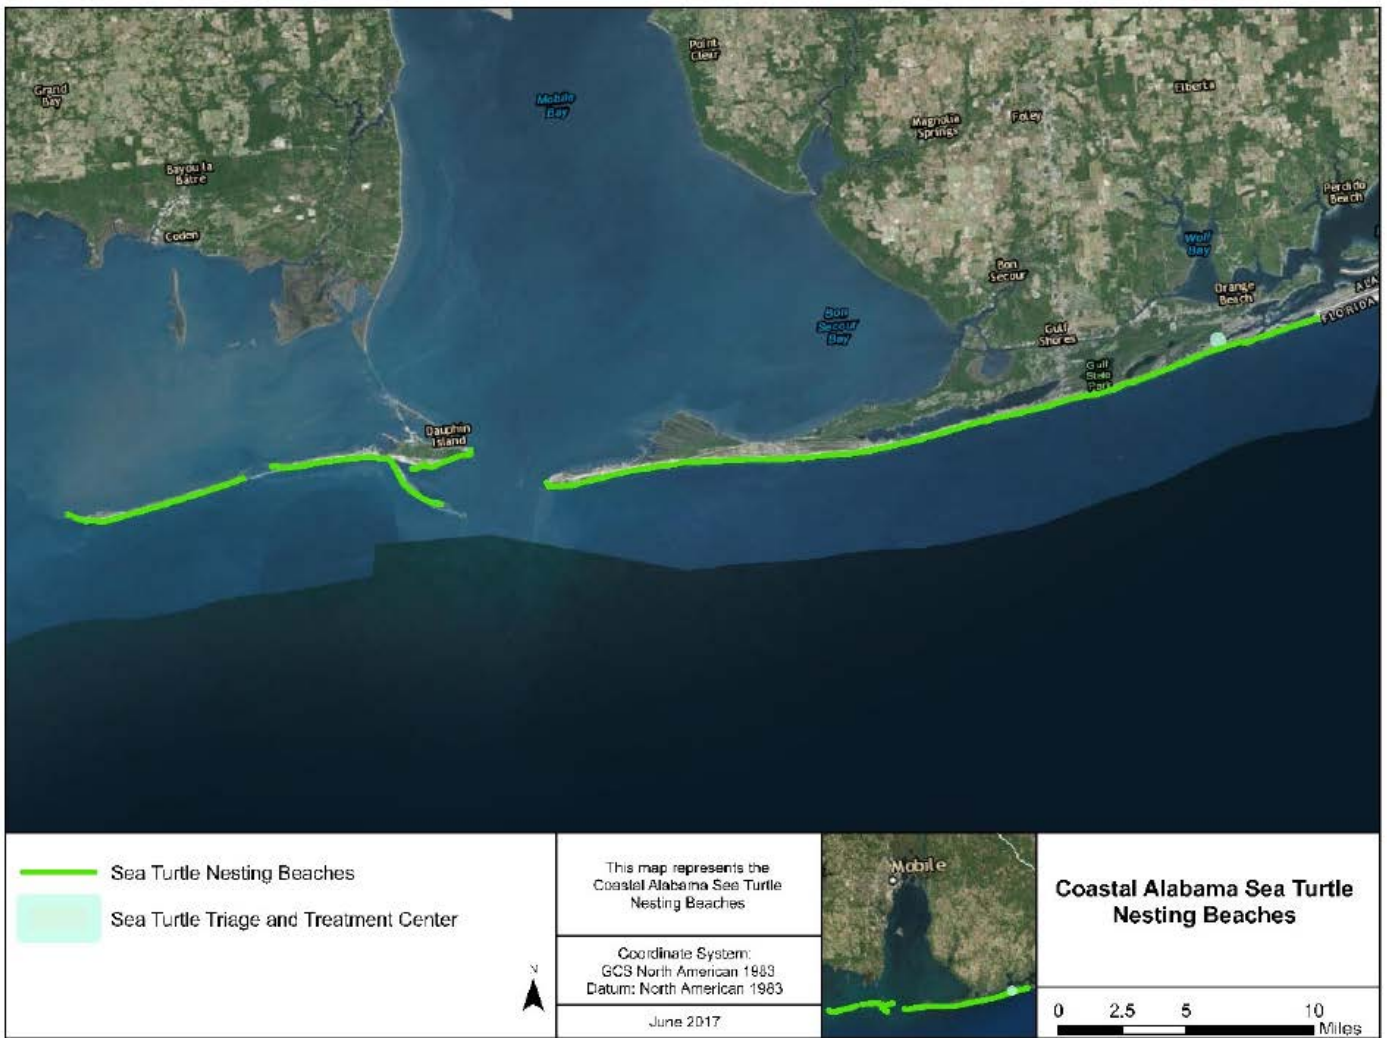 Point
Clear
Grand
Bay
Mobile
Bay
Elberta
Magnolia
Springs
Foley
Bayou la
Batre
Perdido
Beach
Coden
Wolf
Bay
Bon
Secour
Orange
Beach
ALA
FLORIDA
Bon
Secour
Bay
Gulf
Shores
Gulf
State
Park
Dauphin
Island
Sea Turtle Nesting Beaches
Sea Turtle Triage and Treatment Center
N
This map represents the
Coastal Alabama Sea Turtle
Nesting Beaches
Coordinate System:
GCS North American 1983
Datum: North American 1983
June 2017
Mobile
Coastal Alabama Sea Turtle
Nesting Beaches
0 2.5 5 10
Miles